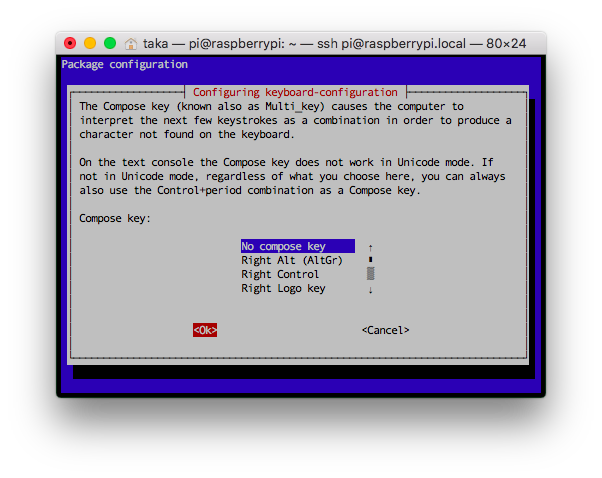 taka — pi@raspberrypi: ~ — ssh pi@raspberrypi.local — 80×24
Package configuration
Configuring keyboard-configuration
The Compose key (known also as Multi_key) causes the computer to
interpret the next few keystrokes as a combination in order to produce a
character not found on the keyboard.
On the text console the Compose key does not work in Unicode mode. If
not in Unicode mode, regardless of what you choose here, you can always
also use the Control+period combination as a Compose key.
Compose key:
No compose key
Right Alt (AltGr)
Right Control
Right Logo key
<Ok> <Cancel>